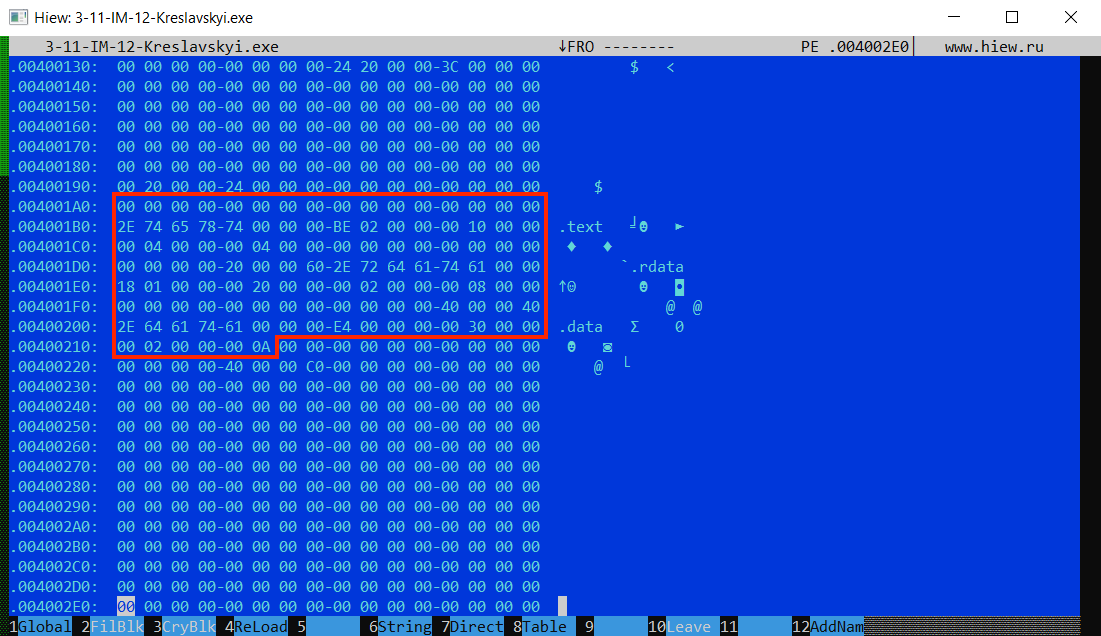 Hiew: 3-11-IM-12-Kreslavskyi.exe
3-11-IM-12-Kreslavskyi.exe ↓FRO -------- PE .004002E0│ www.hiew.ru
.00400130: 00 00 00 00-00 00 00 00-24 20 00 00-3C 00 00 00 $ <
.00400140: 00 00 00 00-00 00 00 00-00 00 00 00-00 00 00 00
.00400150: 00 00 00 00-00 00 00 00-00 00 00 00-00 00 00 00
.00400160: 00 00 00 00-00 00 00 00-00 00 00 00-00 00 00 00
.00400170: 00 00 00 00-00 00 00 00-00 00 00 00-00 00 00 00
.00400180: 00 00 00 00-00 00 00 00-00 00 00 00-00 00 00 00
.00400190: 00 20 00 00-24 00 00 00-00 00 00 00-00 00 00 00 $
.004001A0: 00 00 00 00-00 00 00 00-00 00 00 00-00 00 00 00
.004001B0: 2E 74 65 78-74 00 00 00-BE 02 00 00-00 10 00 00 .text ╛☻ ►
.004001C0: 00 04 00 00-00 04 00 00-00 00 00 00-00 00 00 00 ♦ ♦
.004001D0: 00 00 00 00-20 00 00 60-2E 72 64 61-74 61 00 00 `.rdata
.004001E0: 18 01 00 00-00 20 00 00-00 02 00 00-00 08 00 00 ↑☺ ☻ ◘
.004001F0: 00 00 00 00-00 00 00 00-00 00 00 00-40 00 00 40 @ @
.00400200: 2E 64 61 74-61 00 00 00-E4 00 00 00-00 30 00 00 .data Σ 0
.00400210: 00 02 00 00-00 0A 00 00-00 00 00 00-00 00 00 00 ☻ ◙
.00400220: 00 00 00 00-40 00 00 C0-00 00 00 00-00 00 00 00 @ └
.00400230: 00 00 00 00-00 00 00 00-00 00 00 00-00 00 00 00
.00400240: 00 00 00 00-00 00 00 00-00 00 00 00-00 00 00 00
.00400250: 00 00 00 00-00 00 00 00-00 00 00 00-00 00 00 00
.00400260: 00 00 00 00-00 00 00 00-00 00 00 00-00 00 00 00
.00400270: 00 00 00 00-00 00 00 00-00 00 00 00-00 00 00 00
.00400280: 00 00 00 00-00 00 00 00-00 00 00 00-00 00 00 00
.00400290: 00 00 00 00-00 00 00 00-00 00 00 00-00 00 00 00
.004002A0: 00 00 00 00-00 00 00 00-00 00 00 00-00 00 00 00
.004002B0: 00 00 00 00-00 00 00 00-00 00 00 00-00 00 00 00
.004002C0: 00 00 00 00-00 00 00 00-00 00 00 00-00 00 00 00
.004002D0: 00 00 00 00-00 00 00 00-00 00 00 00-00 00 00 00
.004002E0: 00 00 00 00-00 00 00 00-00 00 00 00-00 00 00 00
1Global 2FilBlk 3CryBlk 4ReLoad 5 6String 7Direct 8Table 9 10Leave 11 12AddNam